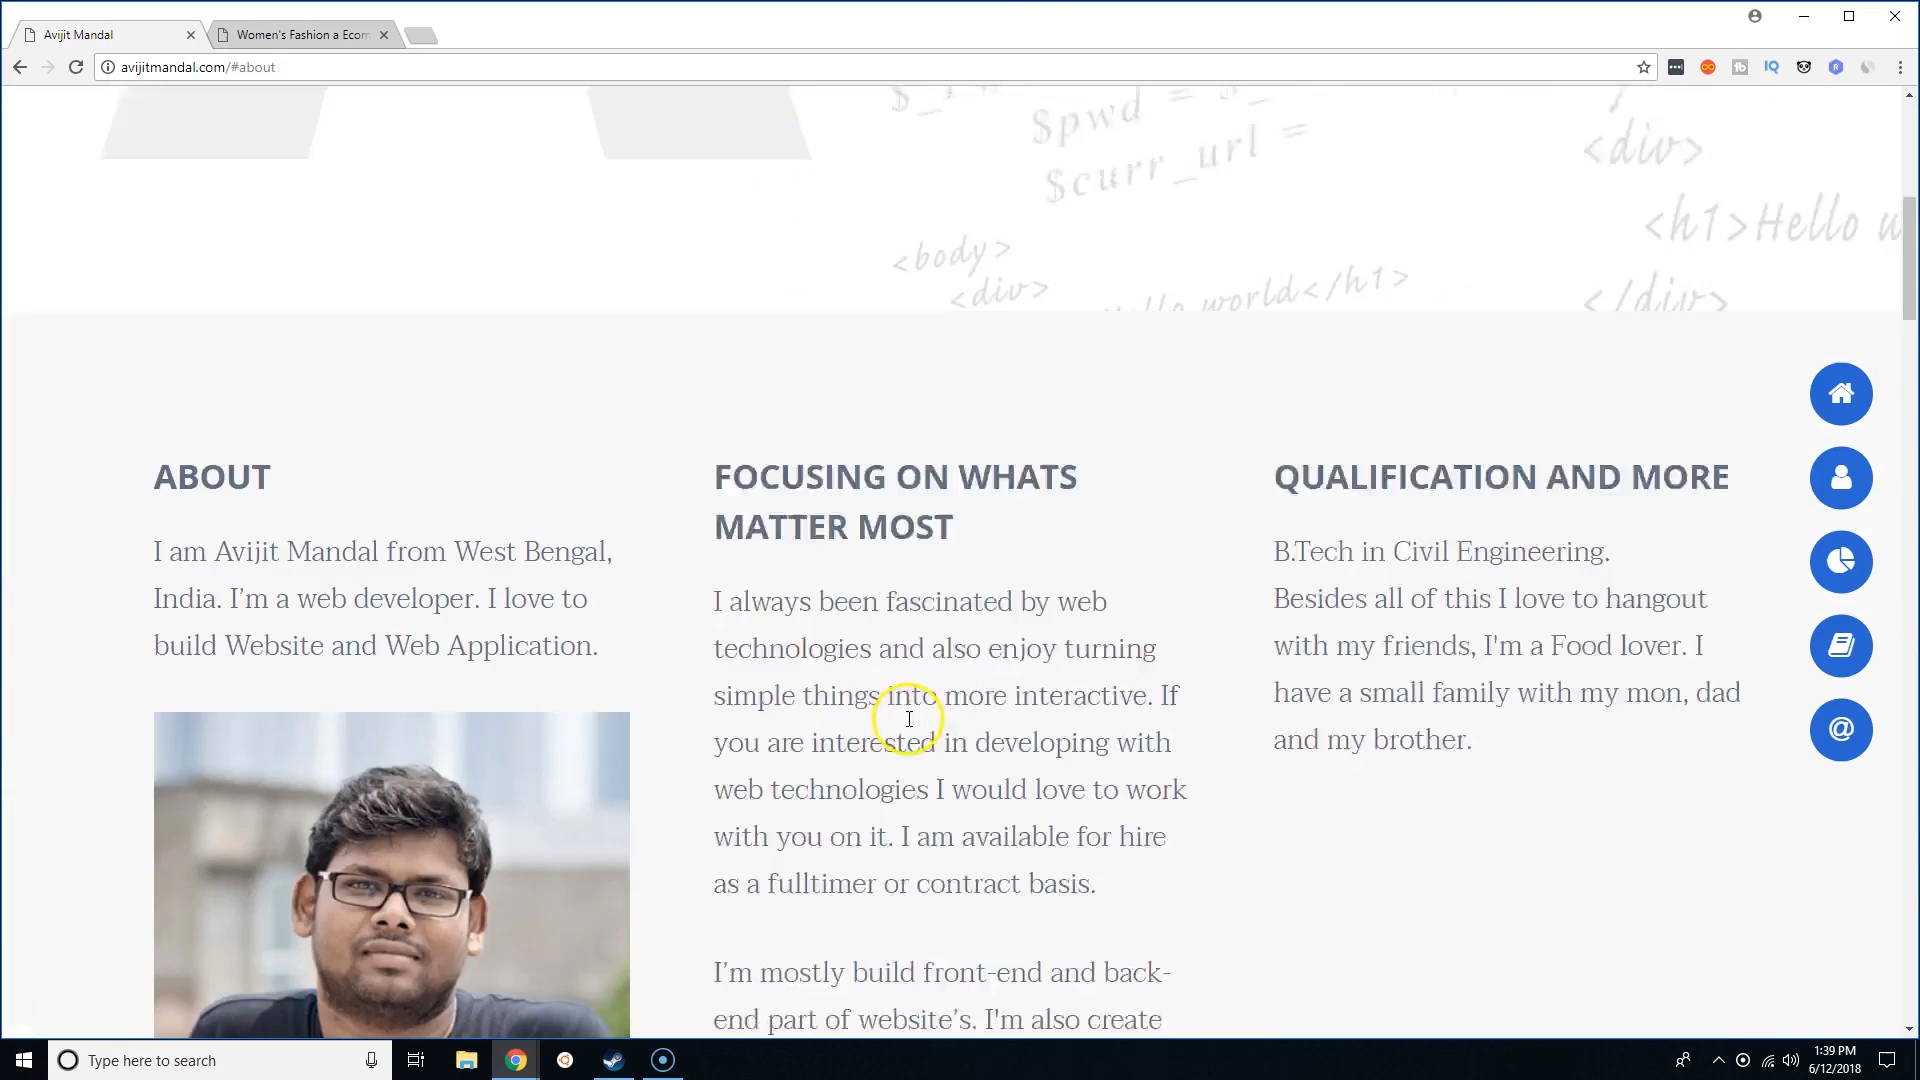 Avijit Mandal
Women's Fashion a Ecom
avijitmandal.com/#about
$pwd = $_
$curr_url =
<div>
<h1>Hello w
<body>
<div>
Hello world</h1>
</div>
ABOUT
I am Avijit Mandal from West Bengal,
India. I’m a web developer. I love to
build Website and Web Application.
FOCUSING ON WHATS
MATTER MOST
I always been fascinated by web
technologies and also enjoy turning
simple things into more interactive. If
you are interested in developing with
web technologies I would love to work
with you on it. I am available for hire
as a fulltimer or contract basis.
I’m mostly build front-end and back-
end part of website’s. I'm also create
QUALIFICATION AND MORE
B.Tech in Civil Engineering.
Besides all of this I love to hangout
with my friends, I'm a Food lover. I
have a small family with my mon, dad
and my brother.
Type here to search
1:39 PM
6/12/2018